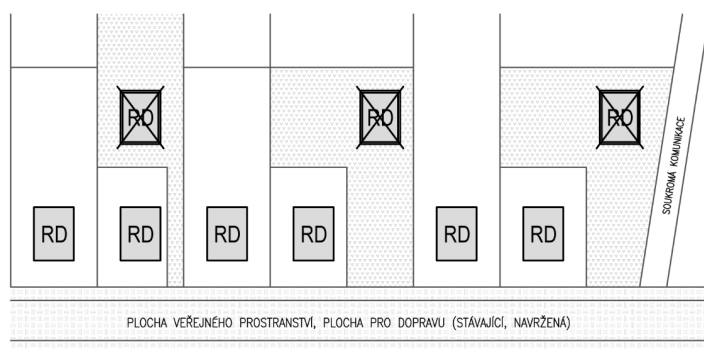 RD
RD
RD
RD
RD
RD
RD
RD
RD
SOUKROMÁ KOMUNIKACE
PLOCHA VEŘEJNÉHO PROSTRANSTVÍ, PLOCHA PRO DOPRAVU (STÁVAJÍCÍ, NAVRŽENÁ)